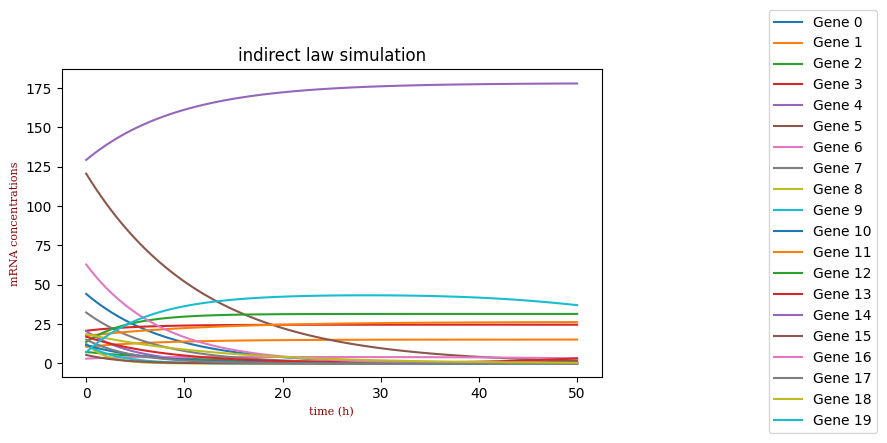 indirect law simulation
mRNA concentrations
175
150
125
100
75
50
25
0
0
10
20
30
40
50
time (h)
Gene 0
Gene 1
Gene 2
Gene 3
Gene 4
Gene 5
Gene 6
Gene 7
Gene 8
Gene 9
Gene 10
Gene 11
Gene 12
Gene 13
Gene 14
Gene 15
Gene 16
Gene 17
Gene 18
Gene 19